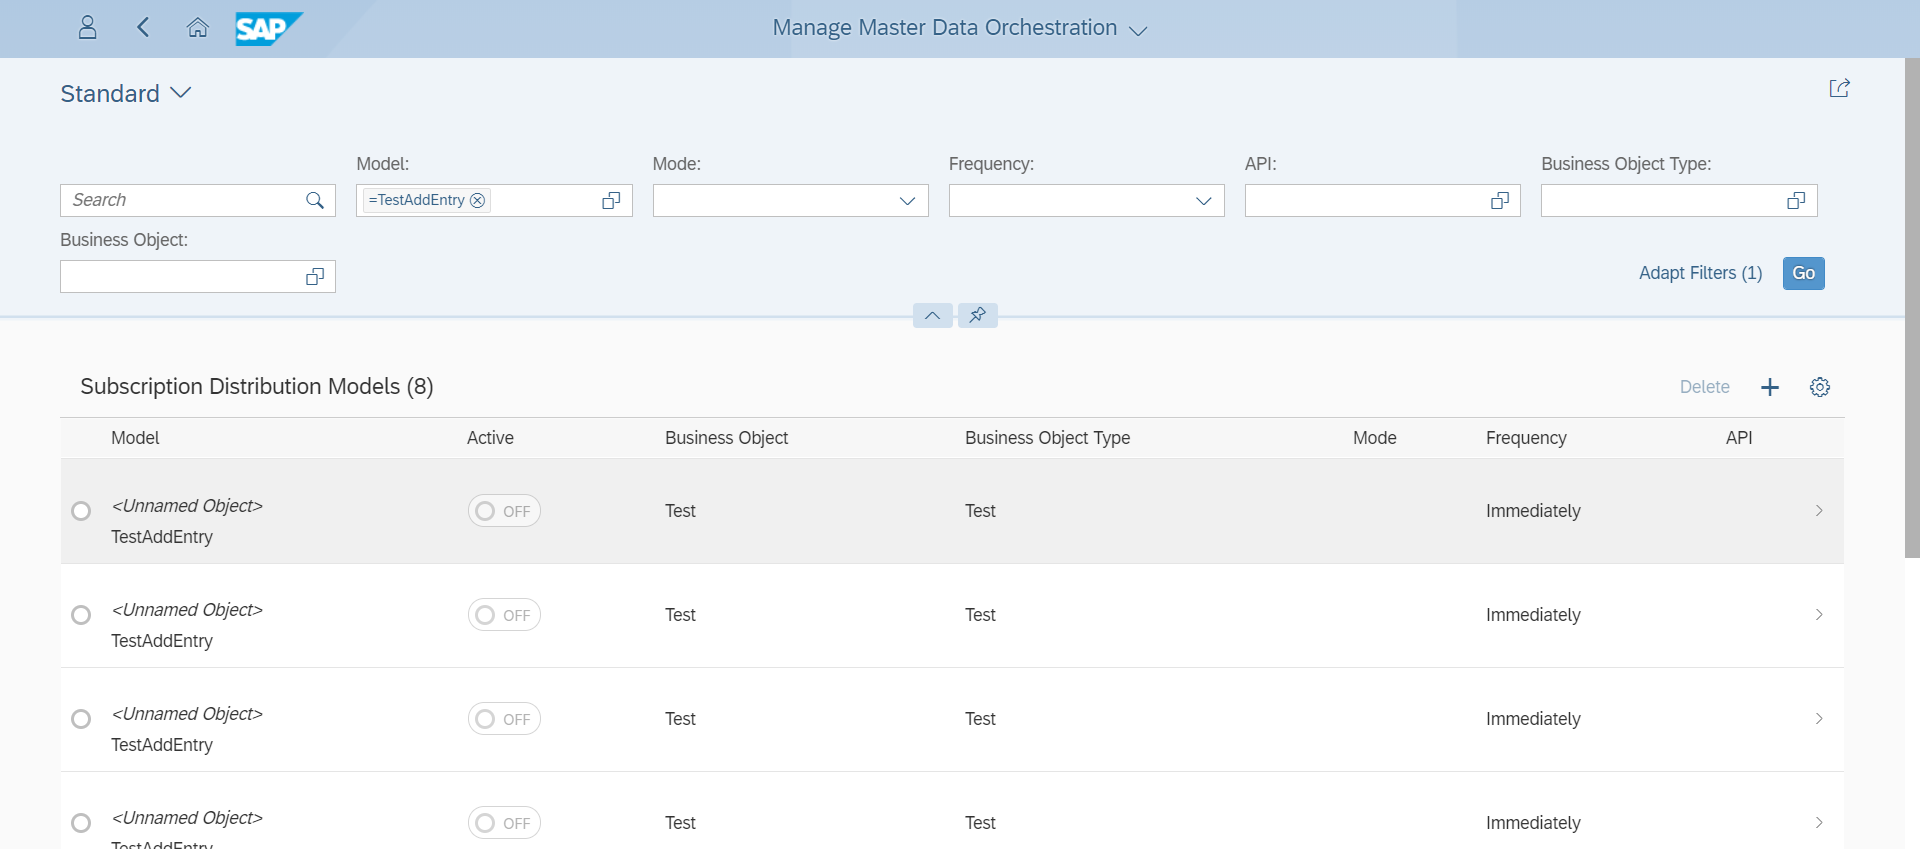 SAP
Manage Master Data Orchestration
Standard
Model:
Mode:
Frequency:
API:
Business Object Type:
Search
=TestAddEntry
Business Object:
Adapt Filters (1)
Go
Subscription Distribution Models (8)
Delete
Model Active Business Object Business Object Type Mode Frequency API
<Unnamed Object>
TestAddEntry
OFF Test Test Immediately
<Unnamed Object>
TestAddEntry
OFF Test Test Immediately
<Unnamed Object>
TestAddEntry
OFF Test Test Immediately
<Unnamed Object>
TestAddEntry
OFF Test Test Immediately